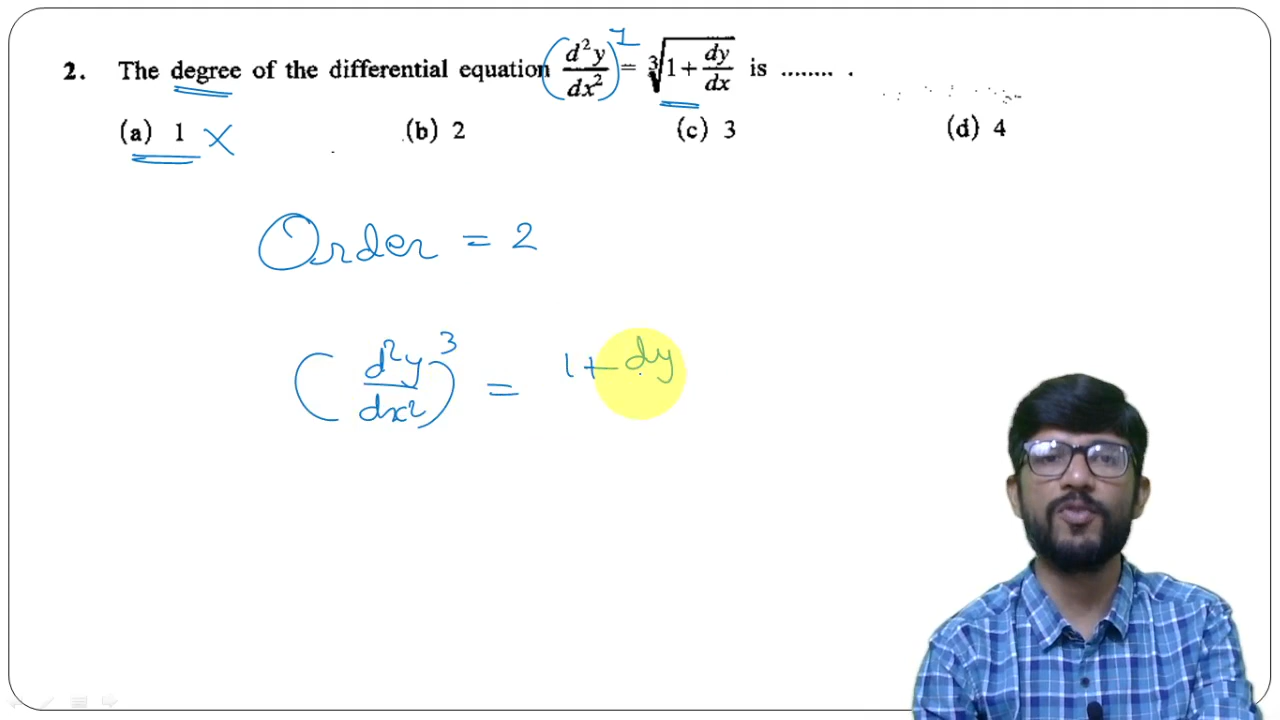 2. The degree of the differential equation (d²y/dx²)¹ = ∛(1 + dy/dx) is ........ .
(a) 1 X (b) 2 (c) 3 (d) 4
Order = 2
(d²y/dx²)³ = 1 + dy